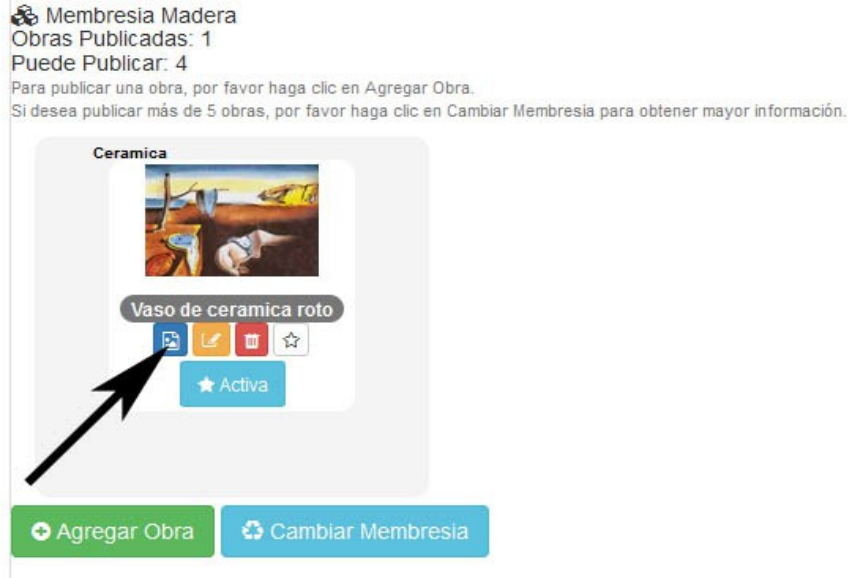 Membresia Madera
Obras Publicadas: 1
Puede Publicar: 4
Para publicar una obra, por favor haga clic en Agregar Obra.
Si desea publicar más de 5 obras, por favor haga clic en Cambiar Membresia para obtener mayor información.
Ceramica
Vaso de ceramica roto
Activa
Agregar Obra
Cambiar Membresia